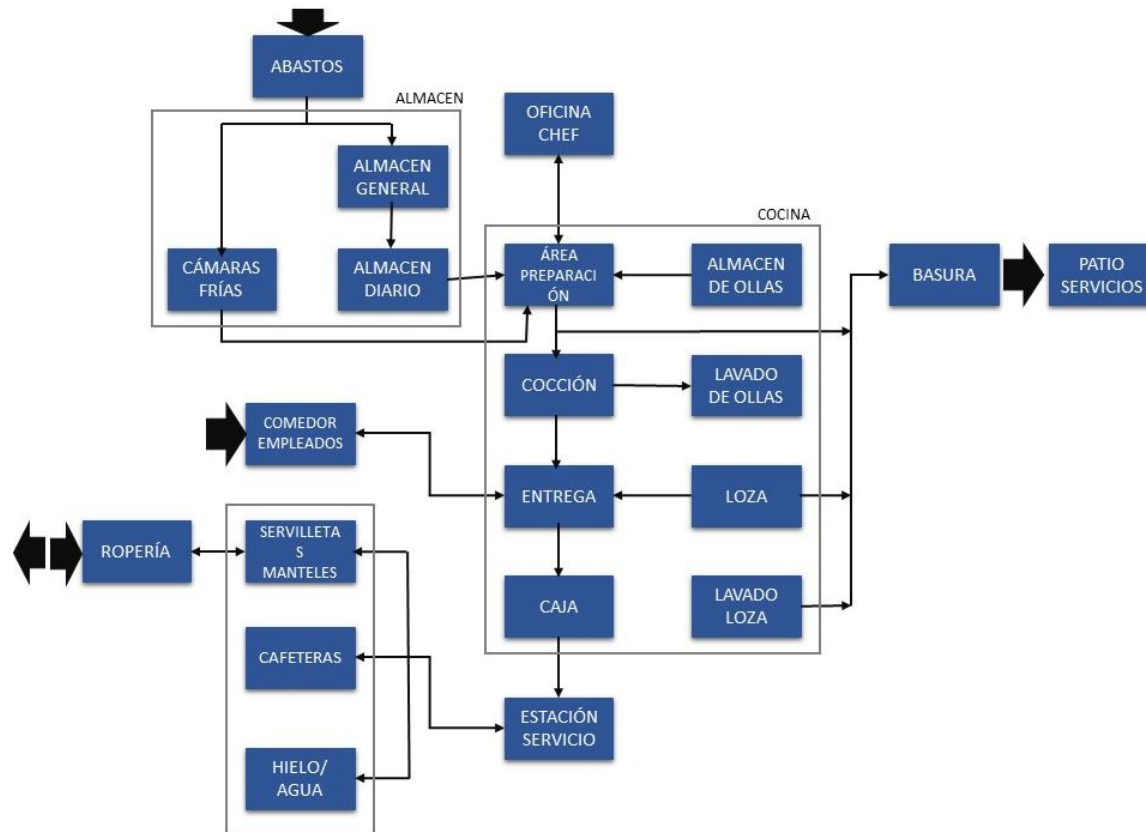 ABASTOS
ALMACEN
OFICINA
CHEF
ALMACEN
GENERAL
COCINA
CÁMARAS
FRÍAS
ALMACEN
DIARIO
ÁREA
PREPARACI
ÓN
ALMACEN
DE OLLAS
BASURA
PATIO
SERVICIOS
COCCIÓN
LAVADO
DE OLLAS
COMEDOR
EMPLEADOS
ENTREGA
LOZA
ROPERÍA
SERVILLETA
S
MANTELES
CAJA
LAVADO
LOZA
CAFETERAS
ESTACIÓN
SERVICIO
HIELO/
AGUA